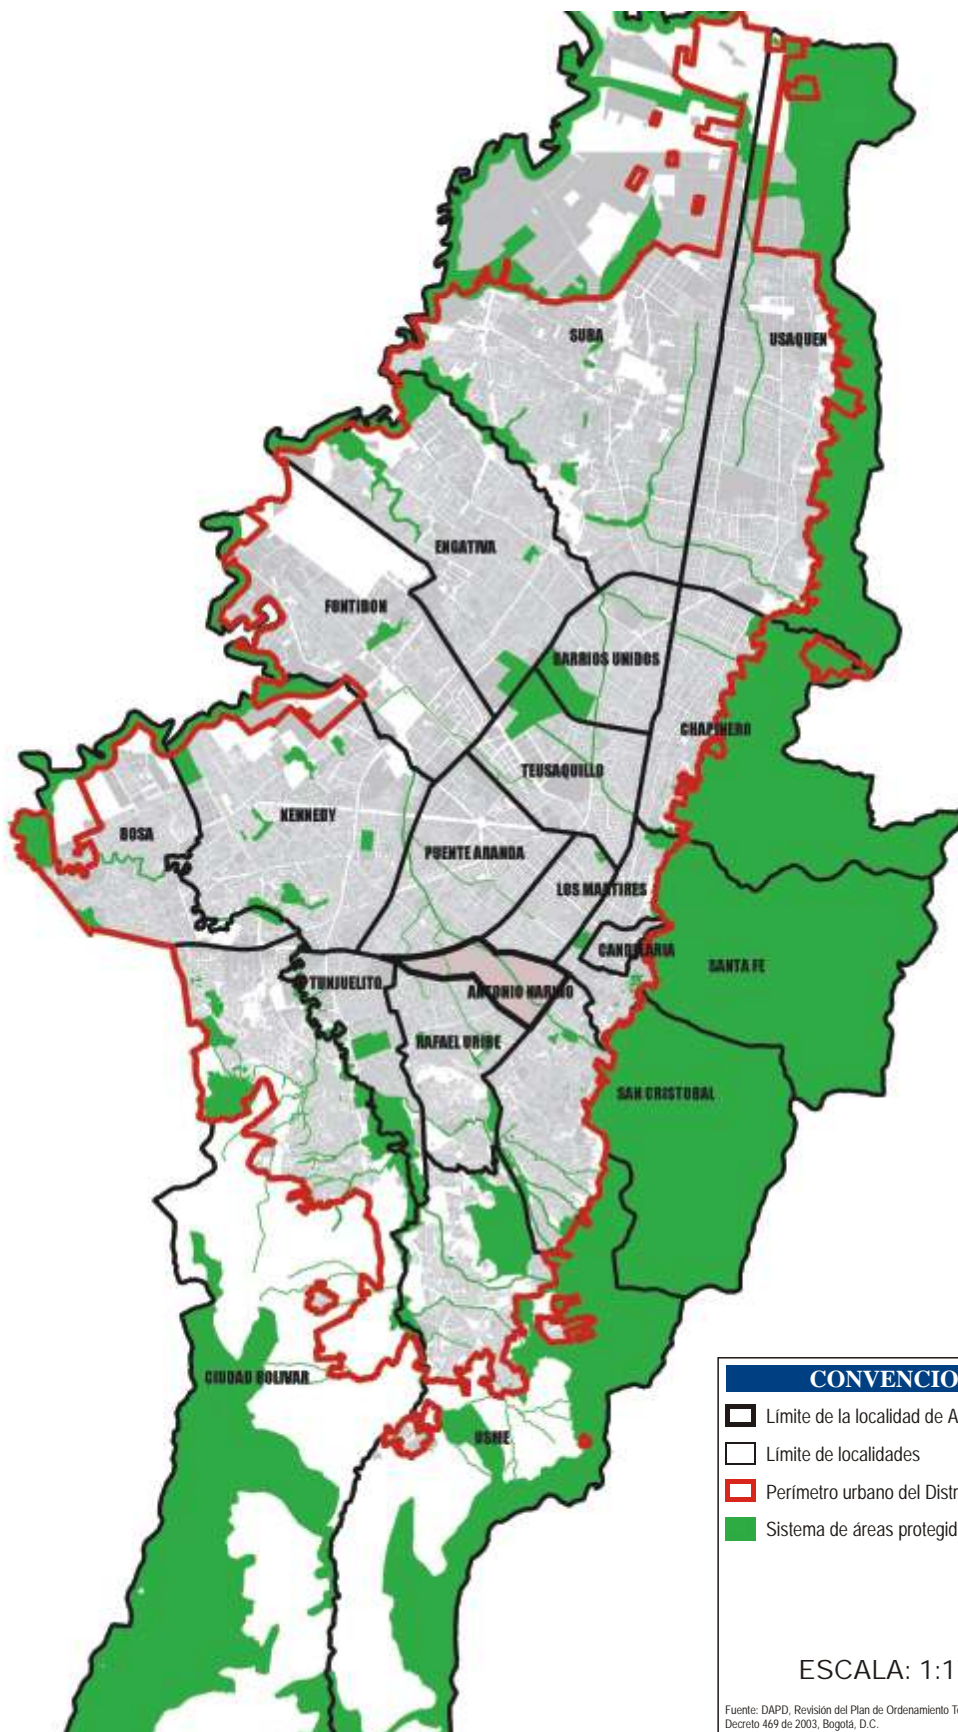 SUBA
USAQUEN
ENGATIVA
FONTIBON
BARRIOS UNIDOS
CHAPINERO
TEUSAQUILLO
KENNEDY
BOSA
PUENTE ARANDA
LOS MARTIRES
CANDELARIA
SANTA FE
TUNJUELITO
ANTONIO NARIÑO
RAFAEL URIBE
SAN CRISTOBAL
CIUDAD BOLIVAR
USME
CONVENCIO
Límite de la localidad de A
Límite de localidades
Perímetro urbano del Distr
Sistema de áreas protegid
ESCALA: 1:1
Fuente: DAPD, Revisión del Plan de Ordenamiento Te
Decreto 469 de 2003, Bogotá, D.C.